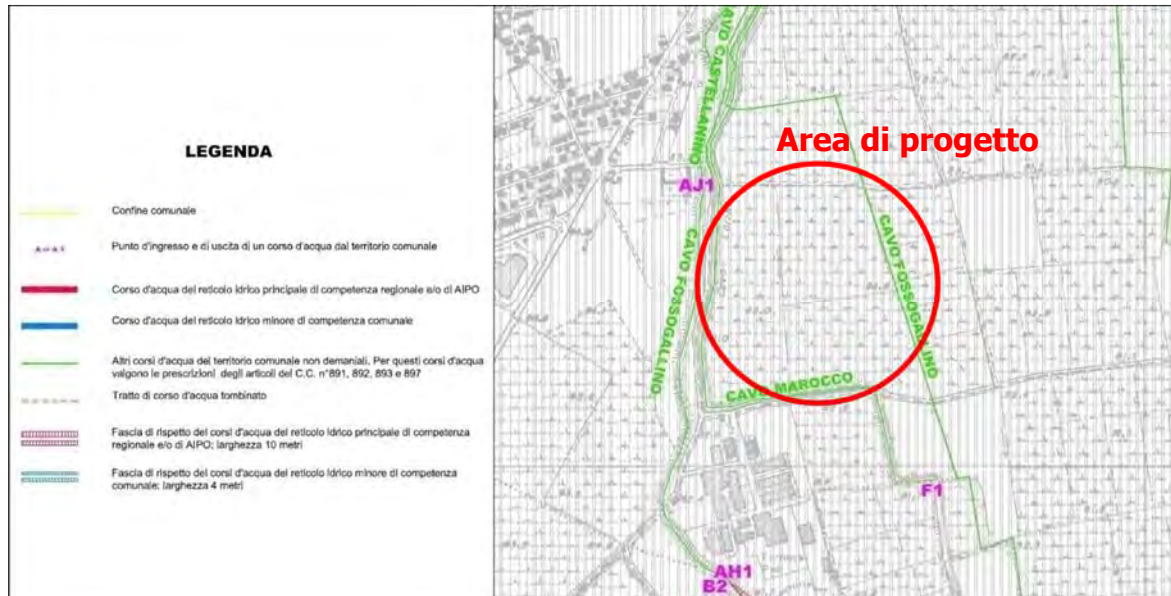 LEGENDA
Confine comunale
Punto d'ingresso e di uscita di un corso d'acqua dal territorio comunale
Corso d'acqua del reticolo idrico principale di competenza regionale e/o di AIPO
Corso d'acqua del reticolo idrico minore di competenza comunale
Altri corsi d'acqua del territorio comunale non demaniali. Per questi corsi d'acqua
valgono le prescrizioni degli articoli del C.C. n°891, 892, 893 e 897
Tratto di corso d'acqua tombinato
Fascia di rispetto dei corsi d'acqua del reticolo idrico principale di competenza
regionale e/o di AIPO; larghezza 10 metri
Fascia di rispetto dei corsi d'acqua del reticolo idrico minore di competenza
comunale; larghezza 4 metri
CAVO CASTELLANNINO
Area di progetto
AJ1
CAVO FOSSOGALLINO
CAVO FOSSOGALLINO
CAVO MAROCCO
F1
AH1
B2